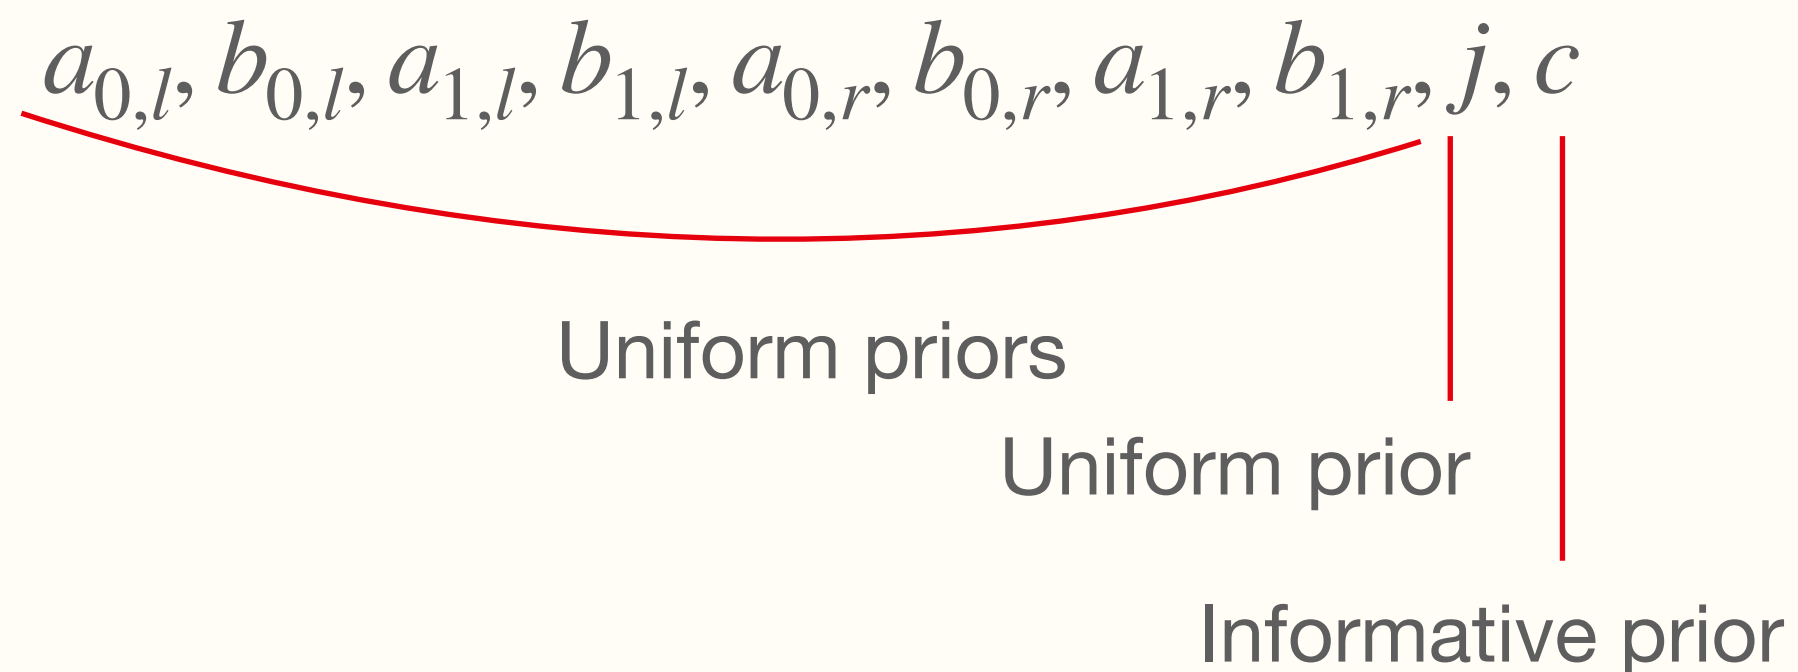 a_{0,l}, b_{0,l}, a_{1,l}, b_{1,l}, a_{0,r}, b_{0,r}, a_{1,r}, b_{1,r}, j, c
Uniform priors
Uniform prior
Informative prior